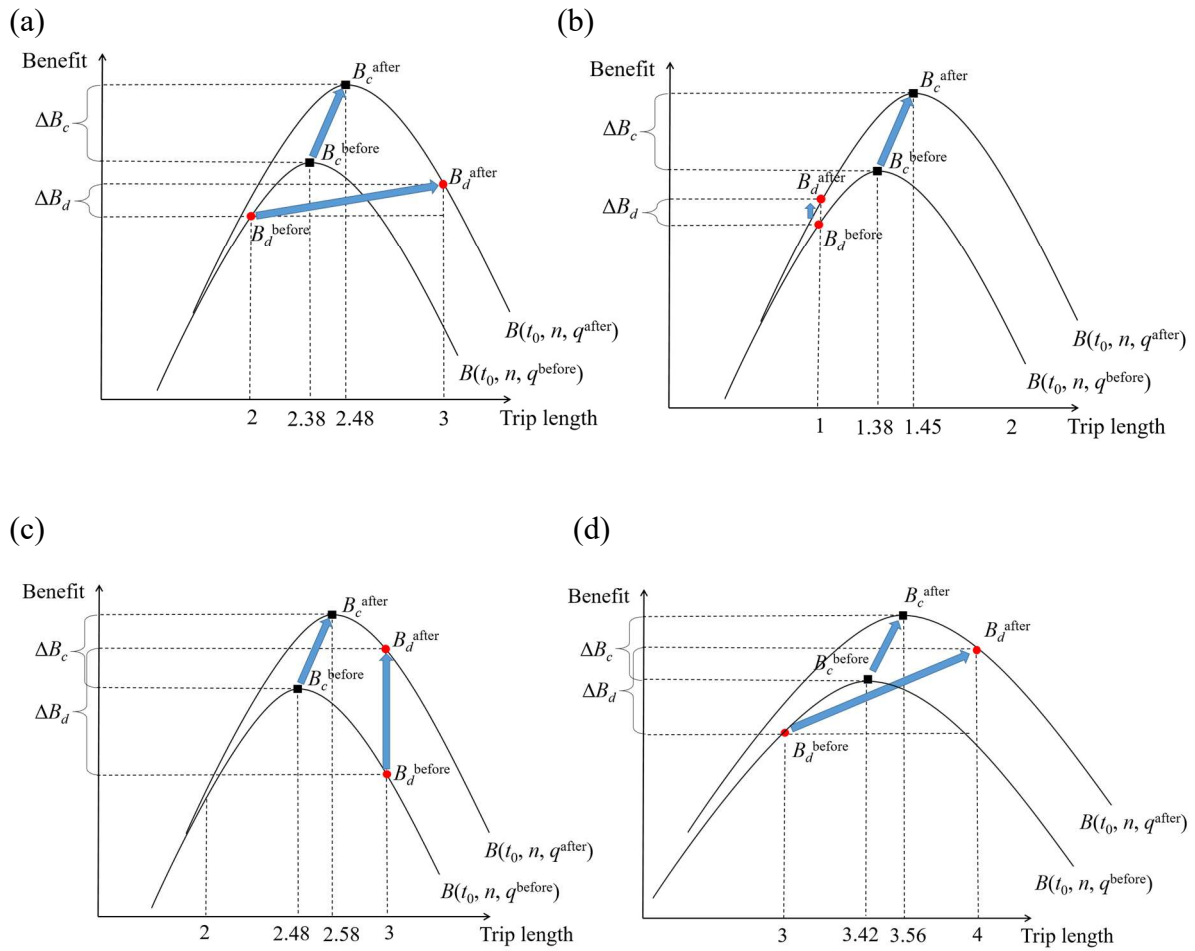 (a)
Benefit
B_c^after
ΔB_c
B_c^before
ΔB_d
B_d^after
B_d^before
B(t_0, n, q^after)
B(t_0, n, q^before)
2 2.38 2.48 3 Trip length
(b)
Benefit
B_c^after
ΔB_c
B_c^before
B_d^after
ΔB_d
B_d^before
B(t_0, n, q^after)
B(t_0, n, q^before)
1 1.38 1.45 2 Trip length
(c)
Benefit
B_c^after
ΔB_c
B_d^after
B_c^before
ΔB_d
B_d^before
B(t_0, n, q^after)
B(t_0, n, q^before)
2 2.48 2.58 3 Trip length
(d)
Benefit
B_c^after
B_d^after
ΔB_c
B_c^before
ΔB_d
B_d^before
B(t_0, n, q^after)
B(t_0, n, q^before)
3 3.42 3.56 4 Trip length